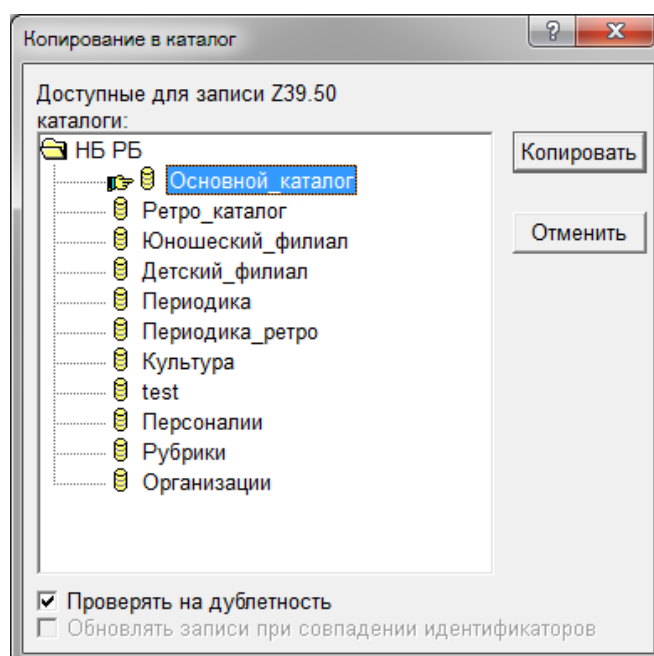 Копирование в каталог
Доступные для записи Z39.50
каталоги:
НБ РБ
Копировать
Основной_каталог
Ретро_каталог
Отменить
Юношеский_филиал
Детский_филиал
Периодика
Периодика_ретро
Культура
test
Персоналии
Рубрики
Организации
Проверять на дублетность
Обновлять записи при совпадении идентификаторов